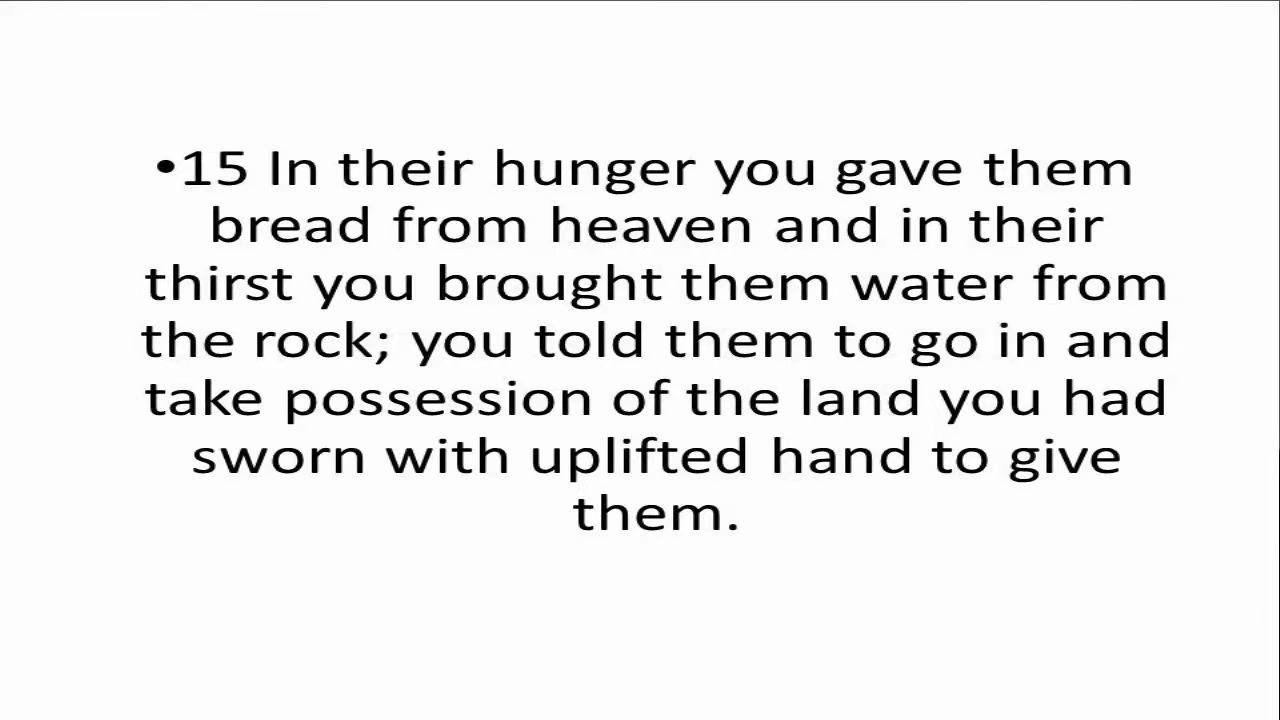 •15 In their hunger you gave them
bread from heaven and in their
thirst you brought them water from
the rock; you told them to go in and
take possession of the land you had
sworn with uplifted hand to give
them.